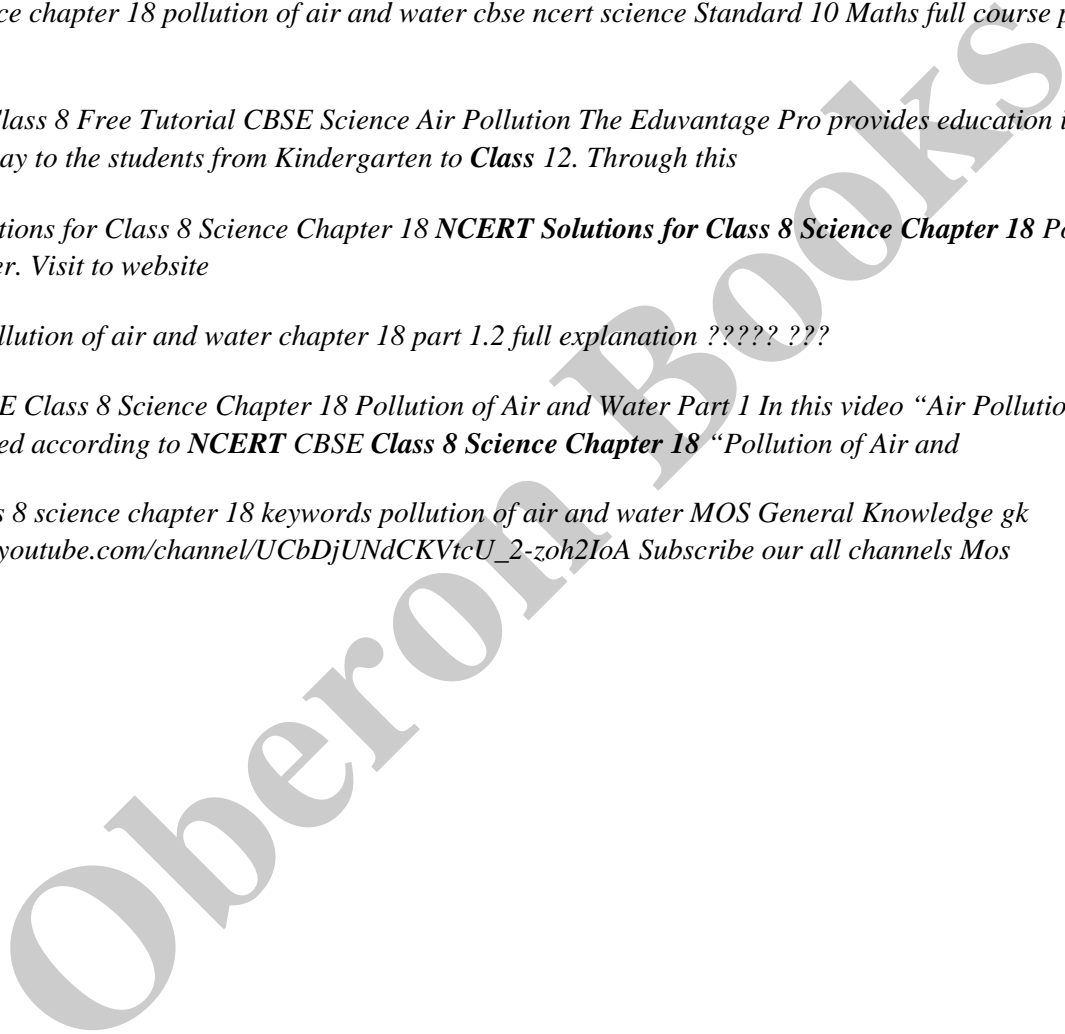 ce chapter 18 pollution of air and water cbse ncert science Standard 10 Maths full course p
Class 8 Free Tutorial CBSE Science Air Pollution The Eduvantage Pro provides education i
ay to the students from Kindergarten to Class 12. Through this
tions for Class 8 Science Chapter 18 NCERT Solutions for Class 8 Science Chapter 18 Po
er. Visit to website
llution of air and water chapter 18 part 1.2 full explanation ????? ???
E Class 8 Science Chapter 18 Pollution of Air and Water Part 1 In this video “Air Pollutio
ed according to NCERT CBSE Class 8 Science Chapter 18 “Pollution of Air and
s 8 science chapter 18 keywords pollution of air and water MOS General Knowledge gk
youtube.com/channel/UCbDjUNdCKVtcU_2-zoh2IoA Subscribe our all channels Mos
Oberon Books